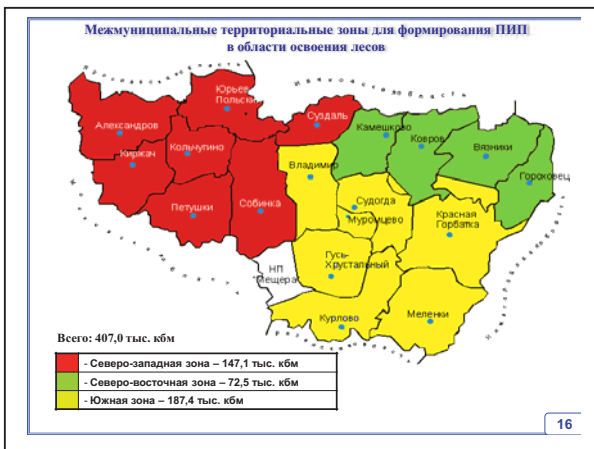 Межмуниципальные территориальные зоны для формирования ПИП
в области освоения лесов
Ивановская область
Юрьев-
Польский
Александров
Суздаль
Камешково
Ковров
Вязники
Кольчугино
Киржач
Владимир
Гороховец
Петушки
Собинка
Судогда
Муромцево
Красная
Горбатка
Гусь-
Хрустальный
НП
"Мещера"
Курлово
Меленки
Всего: 407,0 тыс. кбм
- Северо-западная зона – 147,1 тыс. кбм
- Северо-восточная зона – 72,5 тыс. кбм
- Южная зона – 187,4 тыс. кбм
16